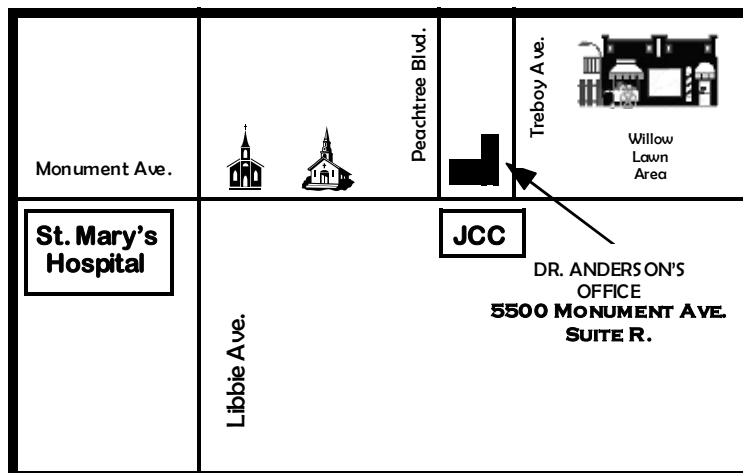 Peachtree Blvd.
Treboy Ave.
Willow
Lawn
Area
Monument Ave.
St. Mary's
Hospital
JCC
DR. ANDERSON'S
OFFICE
5500 MONUMENT AVE.
SUITE R.
Libbie Ave.